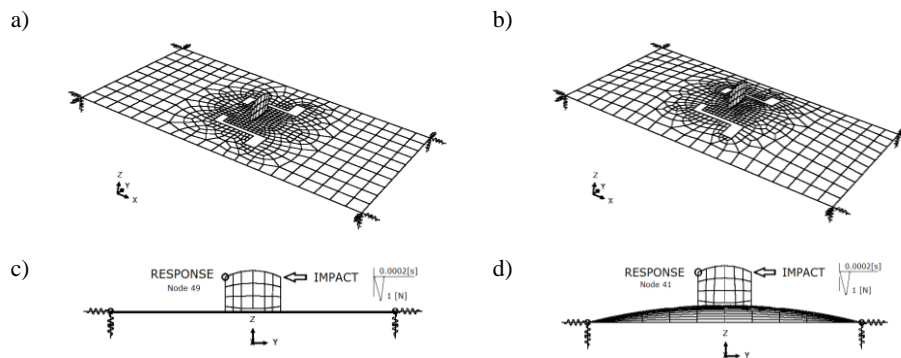 a)
b)
Z
Y
X
Z
Y
X
c)
RESPONSE
Node 49
IMPACT
0.0002[s]
1 [N]
Z
Y
d)
RESPONSE
Node 41
IMPACT
0.0002[s]
1 [N]
Z
Y